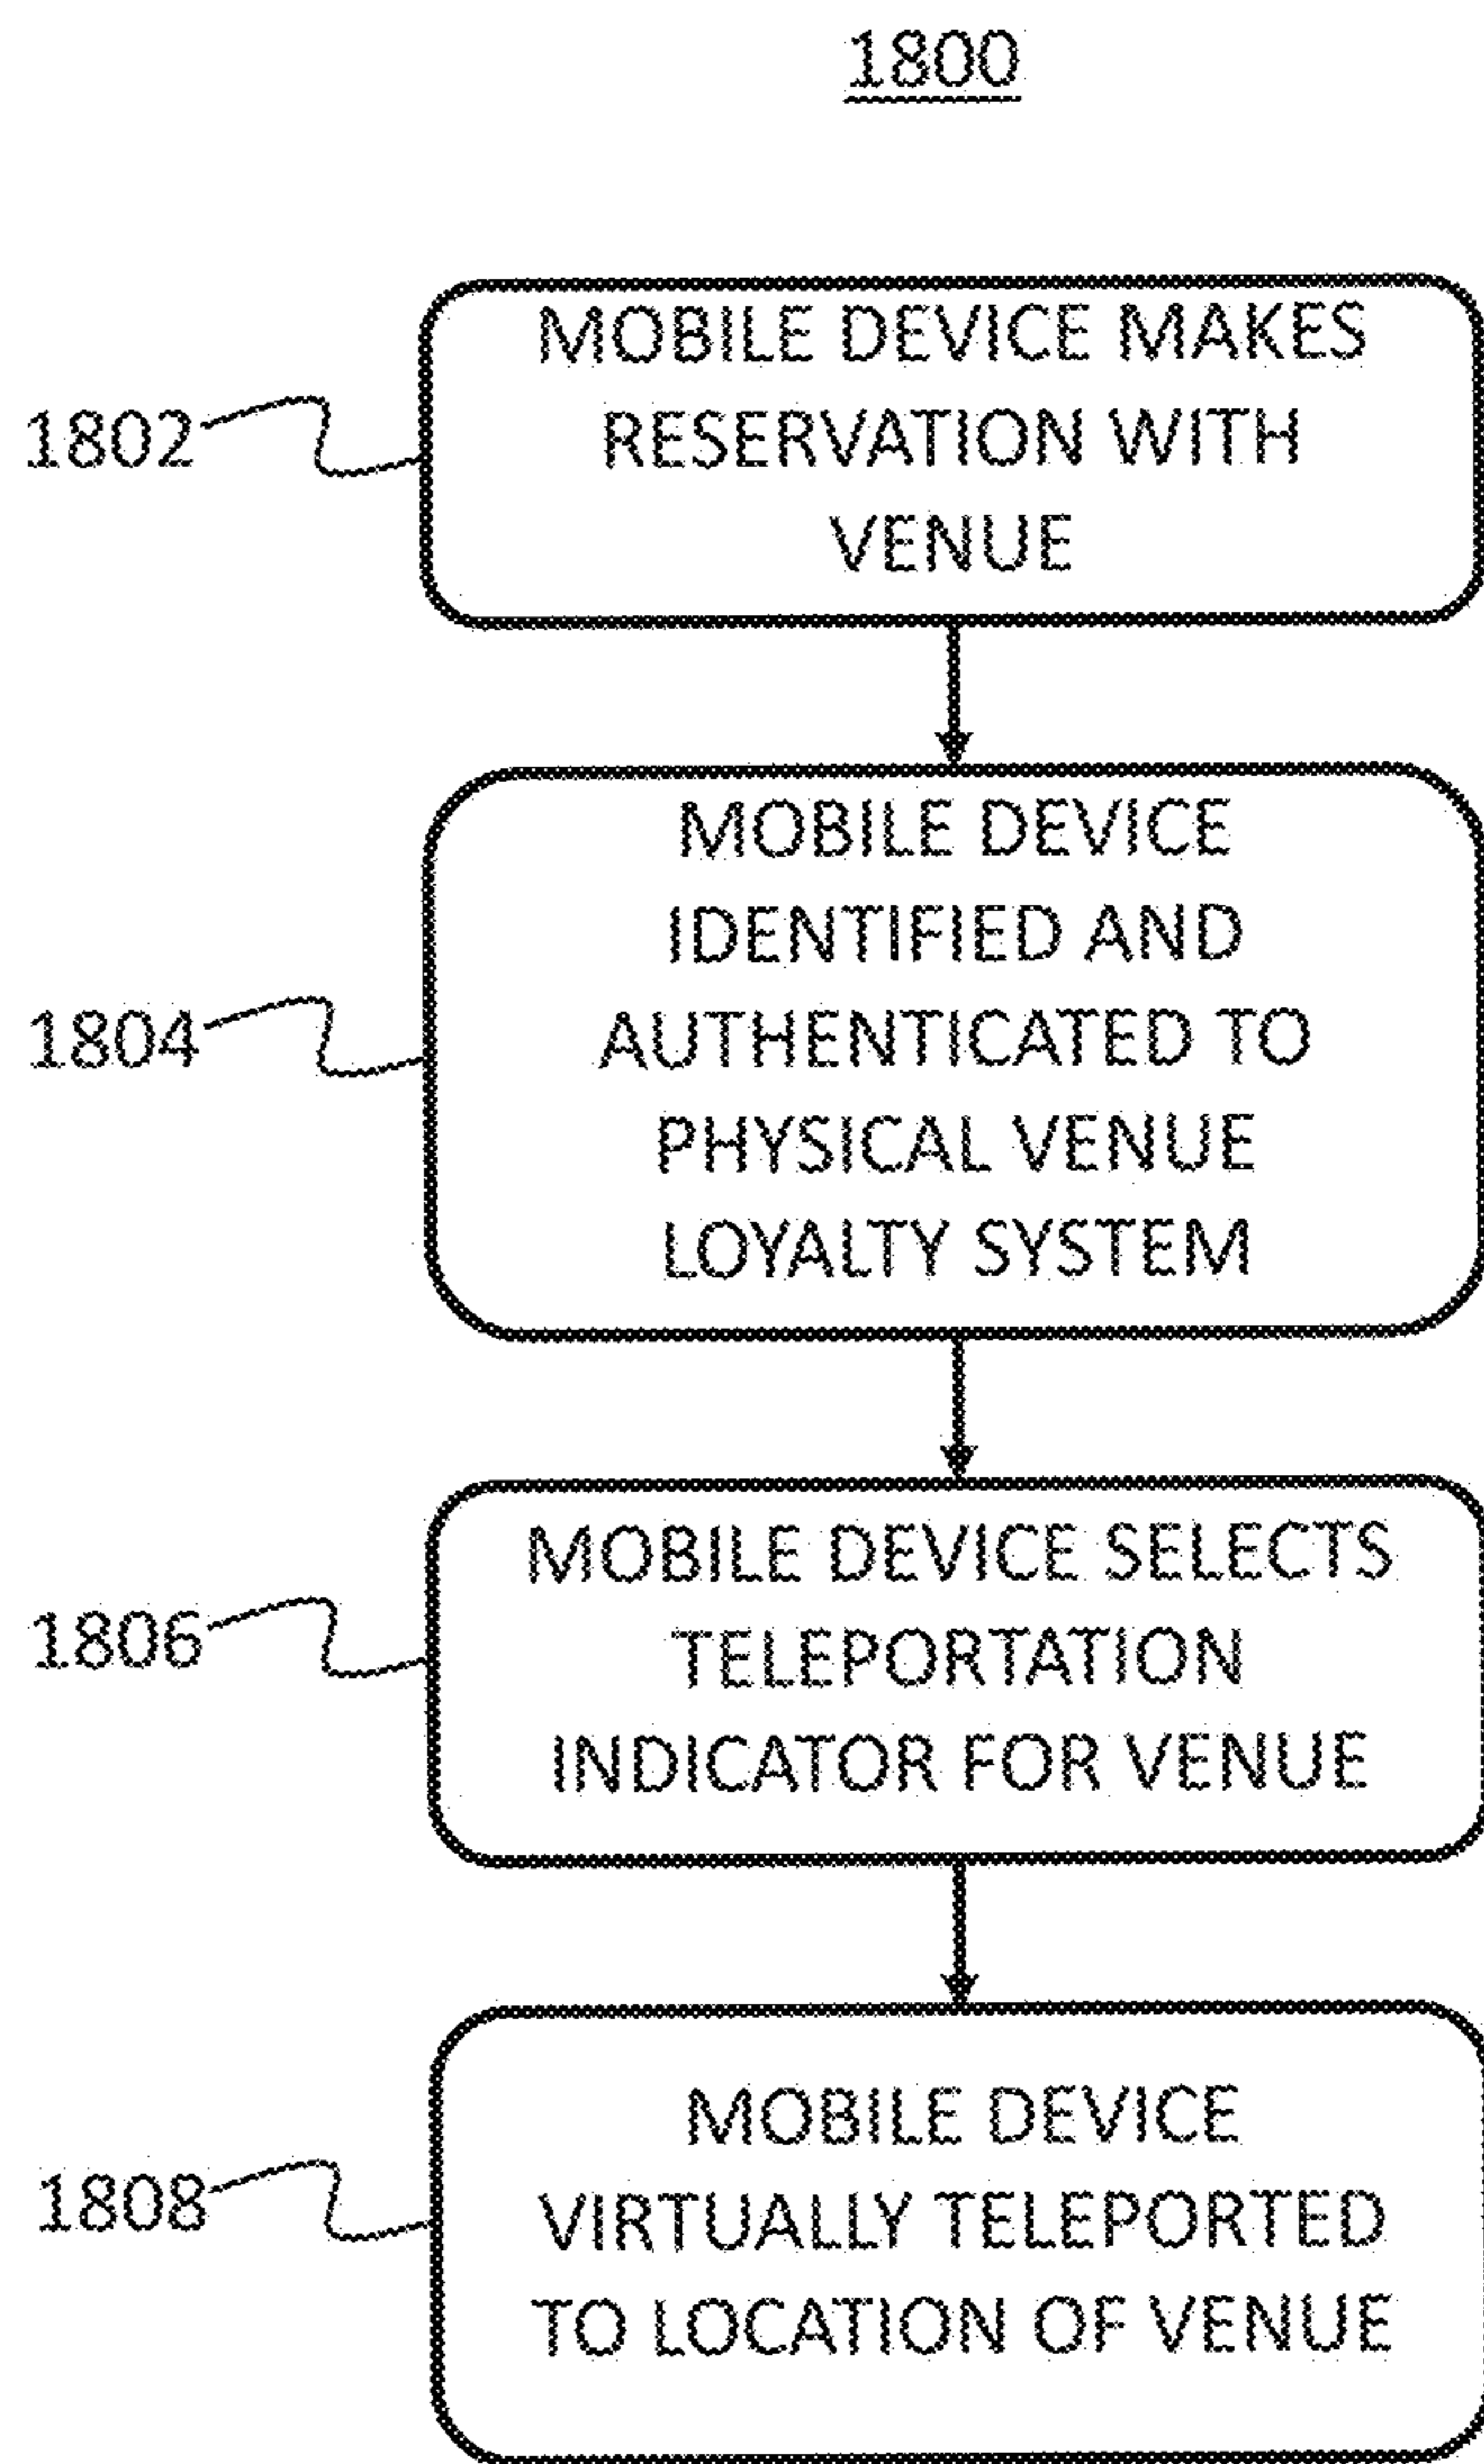 1800
MOBILE DEVICE MAKES
RESERVATION WITH
VENUE
1802
MOBILE DEVICE
IDENTIFIED AND
AUTHENTICATED TO
PHYSICAL VENUE
LOYALTY SYSTEM
1804
MOBILE DEVICE SELECTS
TELEPORTATION
INDICATOR FOR VENUE
1806
MOBILE DEVICE
VIRTUALLY TELEPORTED
TO LOCATION OF VENUE
1808